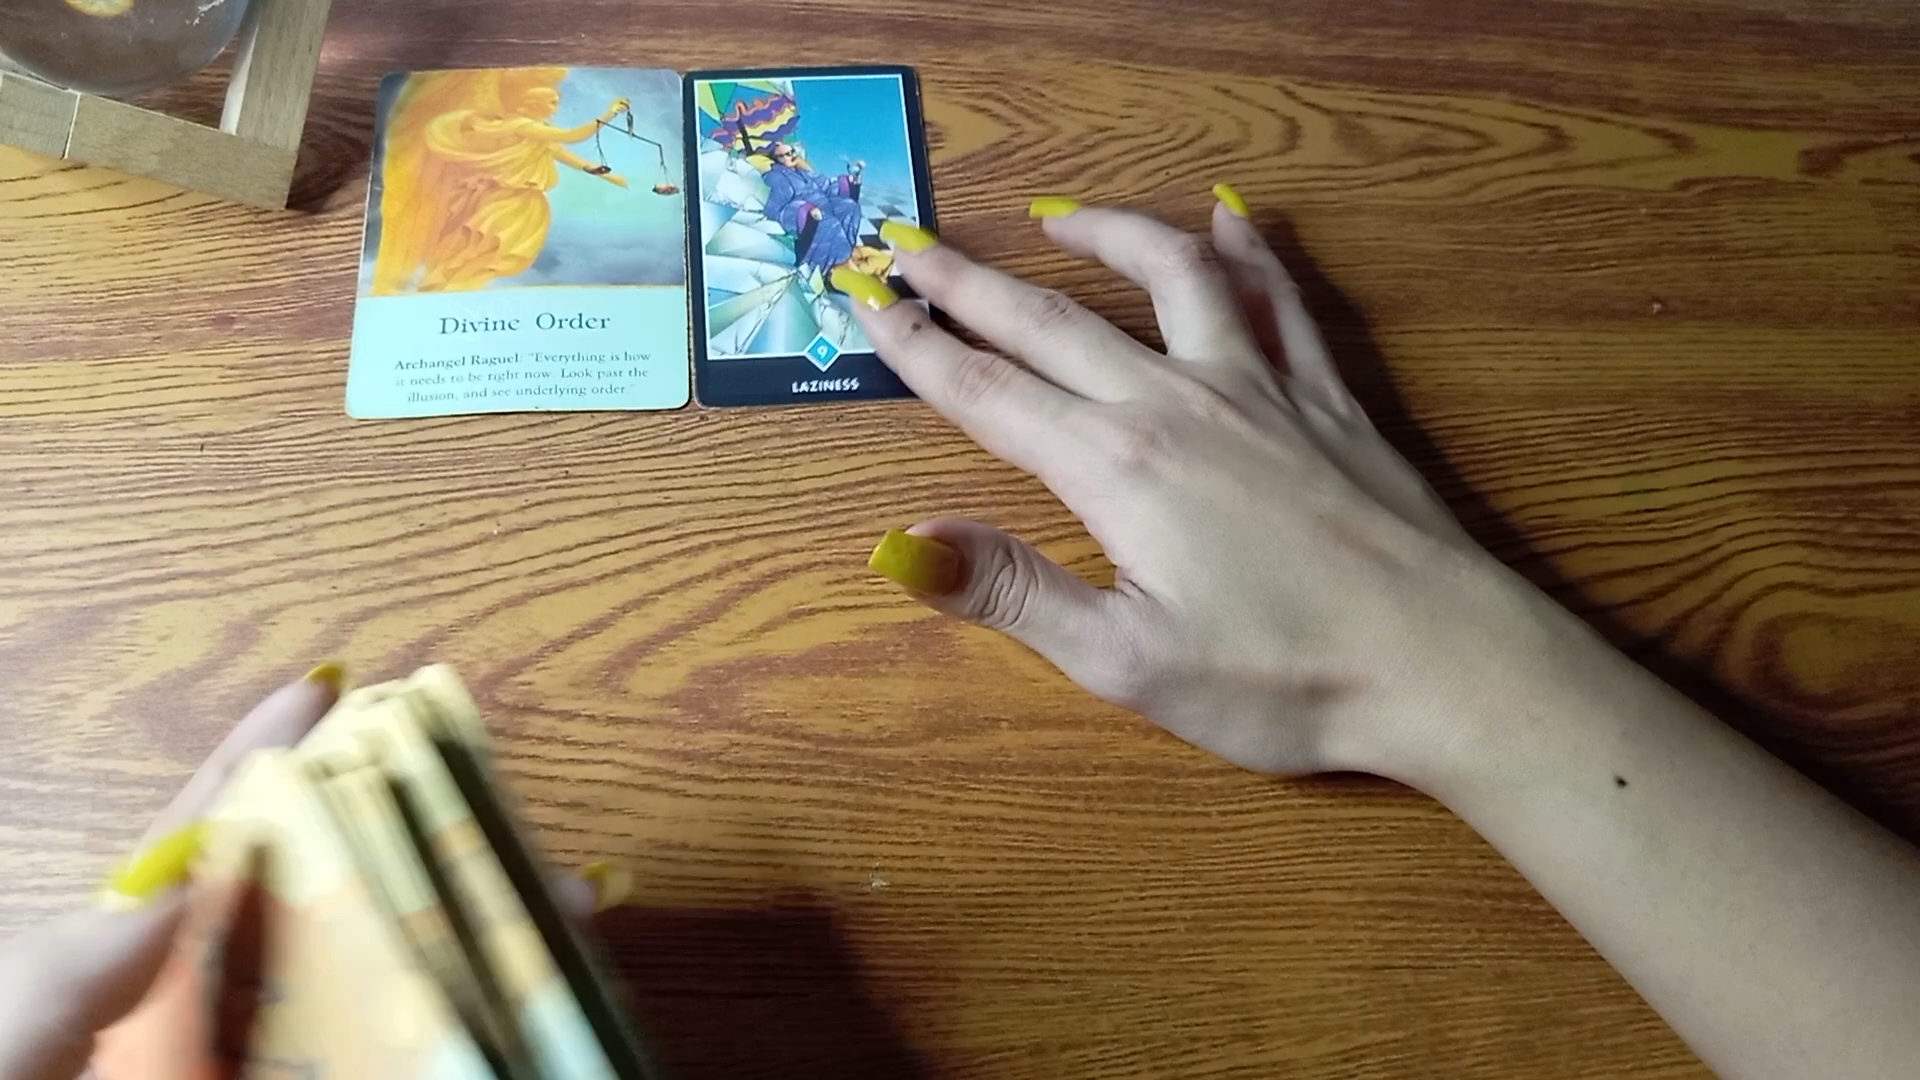 Divine Order
Archangel Raguel: "Everything is how
it needs to be right now. Look past the
illusion, and see underlying order."
9
LAZINESS